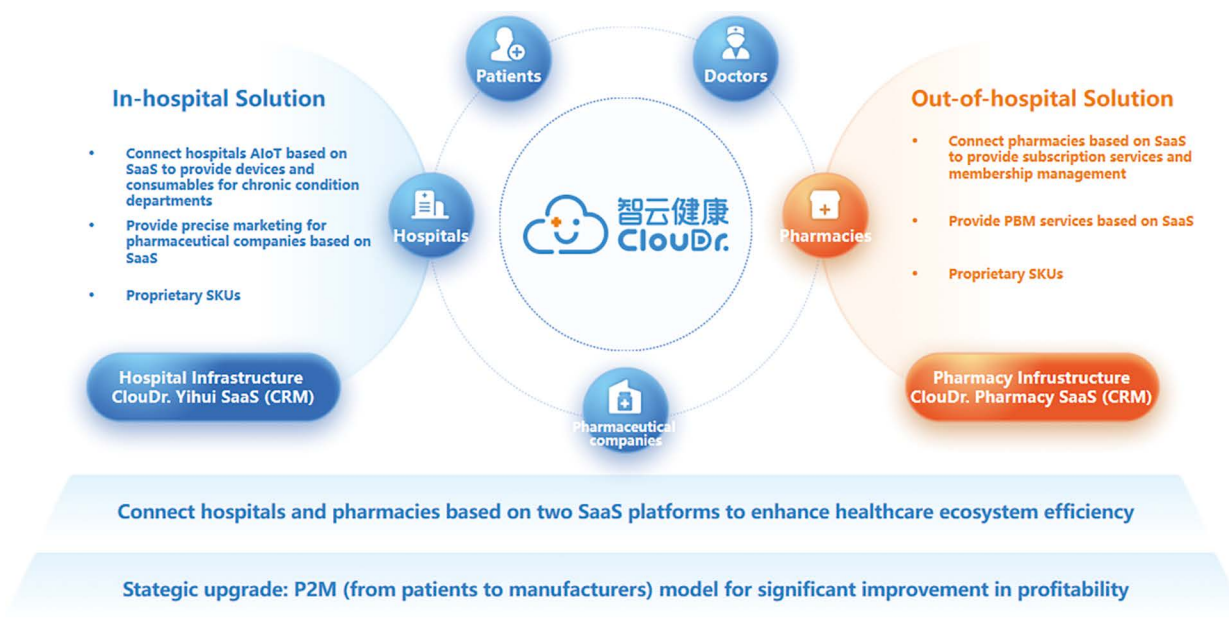 Patients
Doctors
In-hospital Solution
• Connect hospitals AIoT based on
SaaS to provide devices and
consumables for chronic condition
departments
• Provide precise marketing for
pharmaceutical companies based on
SaaS
• Proprietary SKUs
Hospital Infrastructure
ClouDr. Yihui SaaS (CRM)
Hospitals
智云健康
ClouDr.
Pharmacies
Pharmaceutical
companies
Out-of-hospital Solution
• Connect pharmacies based on SaaS
to provide subscription services and
membership management
• Provide PBM services based on SaaS
• Proprietary SKUs
Pharmacy Infrustructure
ClouDr. Pharmacy SaaS (CRM)
Connect hospitals and pharmacies based on two SaaS platforms to enhance healthcare ecosystem efficiency
Stategic upgrade: P2M (from patients to manufacturers) model for significant improvement in profitability